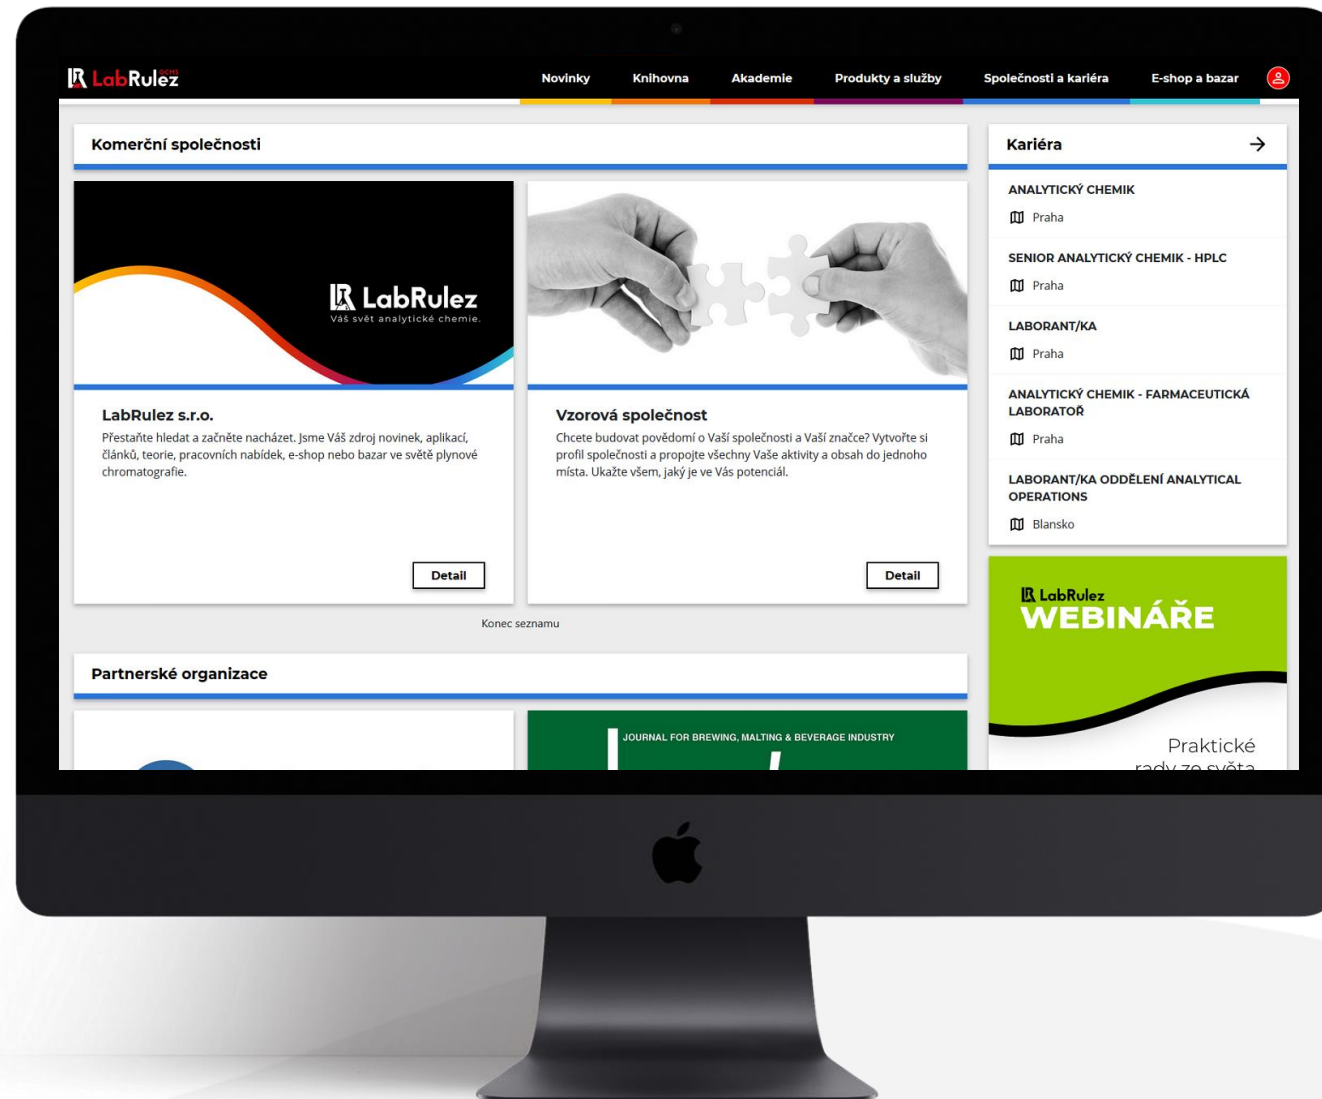 LabRulez
GCMS
Novinky
Knihovna
Akademie
Produkty a služby
Společnosti a kariéra
E-shop a bazar
Komerční společnosti
LabRulez
Váš svět analytické chemie.
LabRulez s.r.o.
Přestaňte hledat a začněte nacházet. Jsme Váš zdroj novinek, aplikací,
článků, teorie, pracovních nabídek, e-shop nebo bazar ve světě plynové
chromatografie.
Detail
Vzorová společnost
Chcete budovat povědomí o Vaší společnosti a Vaší značce? Vytvořte si
profil společnosti a propojte všechny Vaše aktivity a obsah do jednoho
místa. Ukažte všem, jaký je ve Vás potenciál.
Detail
Konec seznamu
Partnerské organizace
JOURNAL FOR BREWING, MALTING & BEVERAGE INDUSTRY
Kariéra
ANALYTICKÝ CHEMIK
Praha
SENIOR ANALYTICKÝ CHEMIK - HPLC
Praha
LABORANT/KA
Praha
ANALYTICKÝ CHEMIK - FARMACEUTICKÁ
LABORATOŘ
Praha
LABORANT/KA ODDĚLENÍ ANALYTICAL
OPERATIONS
Blansko
LabRulez
WEBINÁŘE
Praktické
rady ze světa